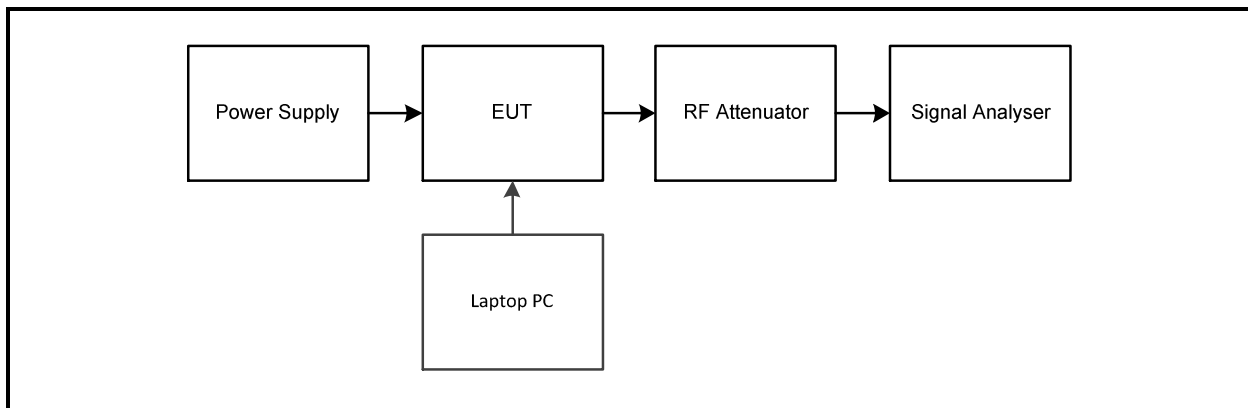 Power Supply
EUT
RF Attenuator
Signal Analyser
Laptop PC